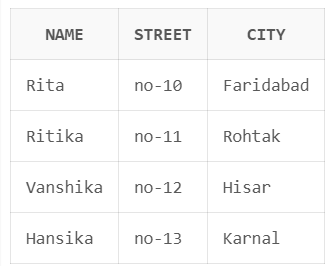 NAME STREET CITY
Rita no-10 Faridabad
Ritika no-11 Rohtak
Vanshika no-12 Hisar
Hansika no-13 Karnal